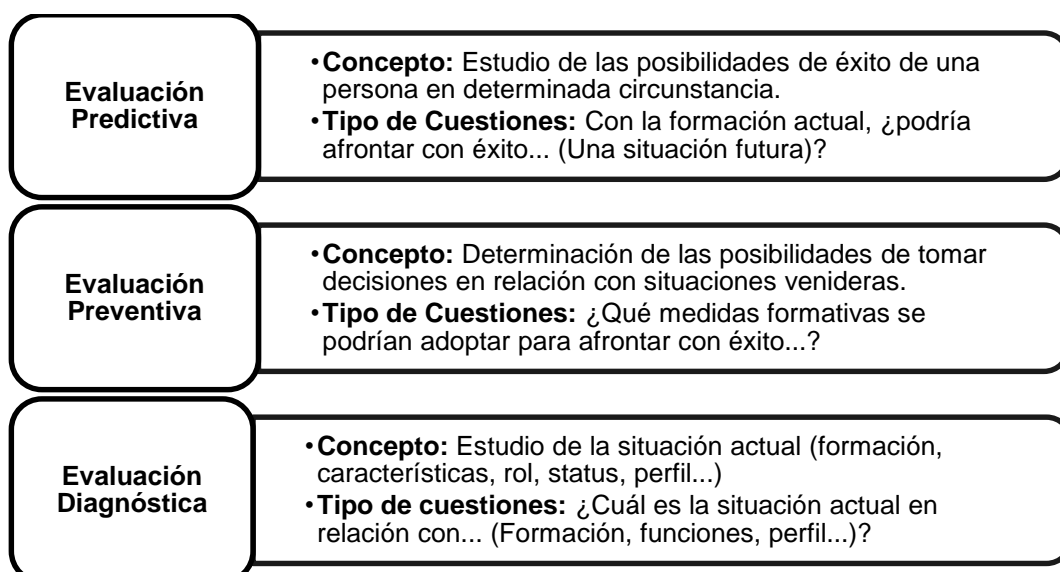 Evaluación
Predictiva
•Concepto: Estudio de las posibilidades de éxito de una
persona en determinada circunstancia.
•Tipo de Cuestiones: Con la formación actual, ¿podría
afrontar con éxito... (Una situación futura)?
Evaluación
Preventiva
•Concepto: Determinación de las posibilidades de tomar
decisiones en relación con situaciones venideras.
•Tipo de Cuestiones: ¿Qué medidas formativas se
podrían adoptar para afrontar con éxito...?
Evaluación
Diagnóstica
•Concepto: Estudio de la situación actual (formación,
características, rol, status, perfil...)
•Tipo de cuestiones: ¿Cuál es la situación actual en
relación con... (Formación, funciones, perfil...)?